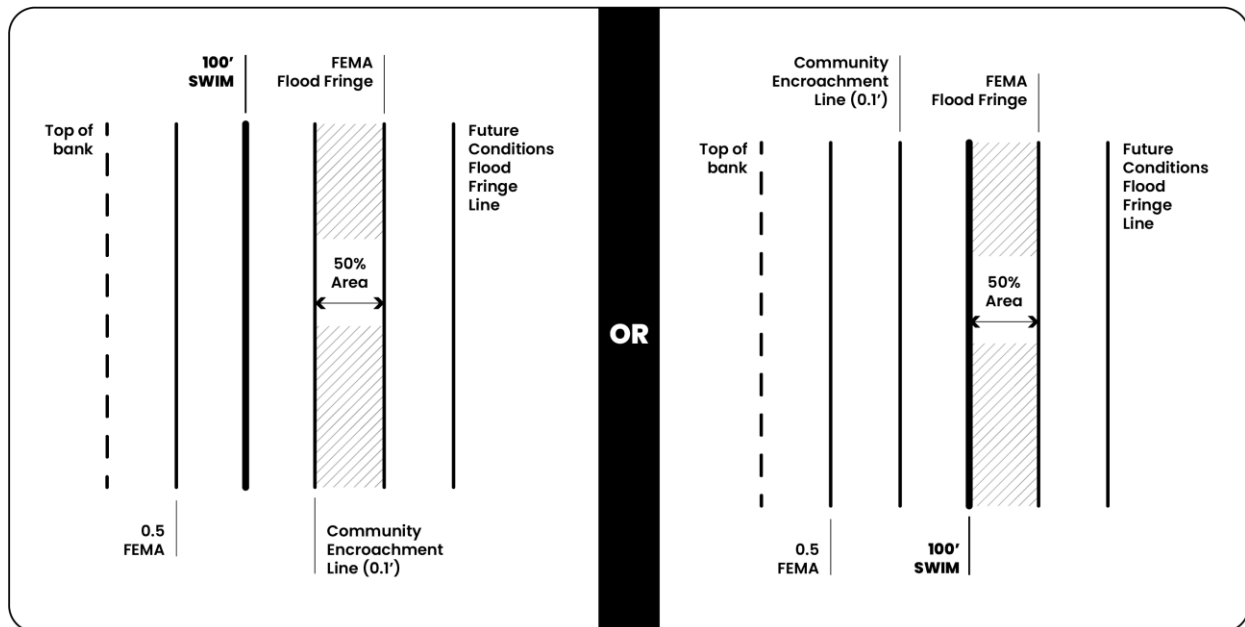 100’
SWIM
FEMA
Flood Fringe
Top of
bank
Future
Conditions
Flood
Fringe
Line
50%
Area
0.5
FEMA
Community
Encroachment
Line (0.1’)
OR
Community
Encroachment
Line (0.1’)
FEMA
Flood Fringe
Top of
bank
Future
Conditions
Flood
Fringe
Line
50%
Area
0.5
FEMA
100’
SWIM